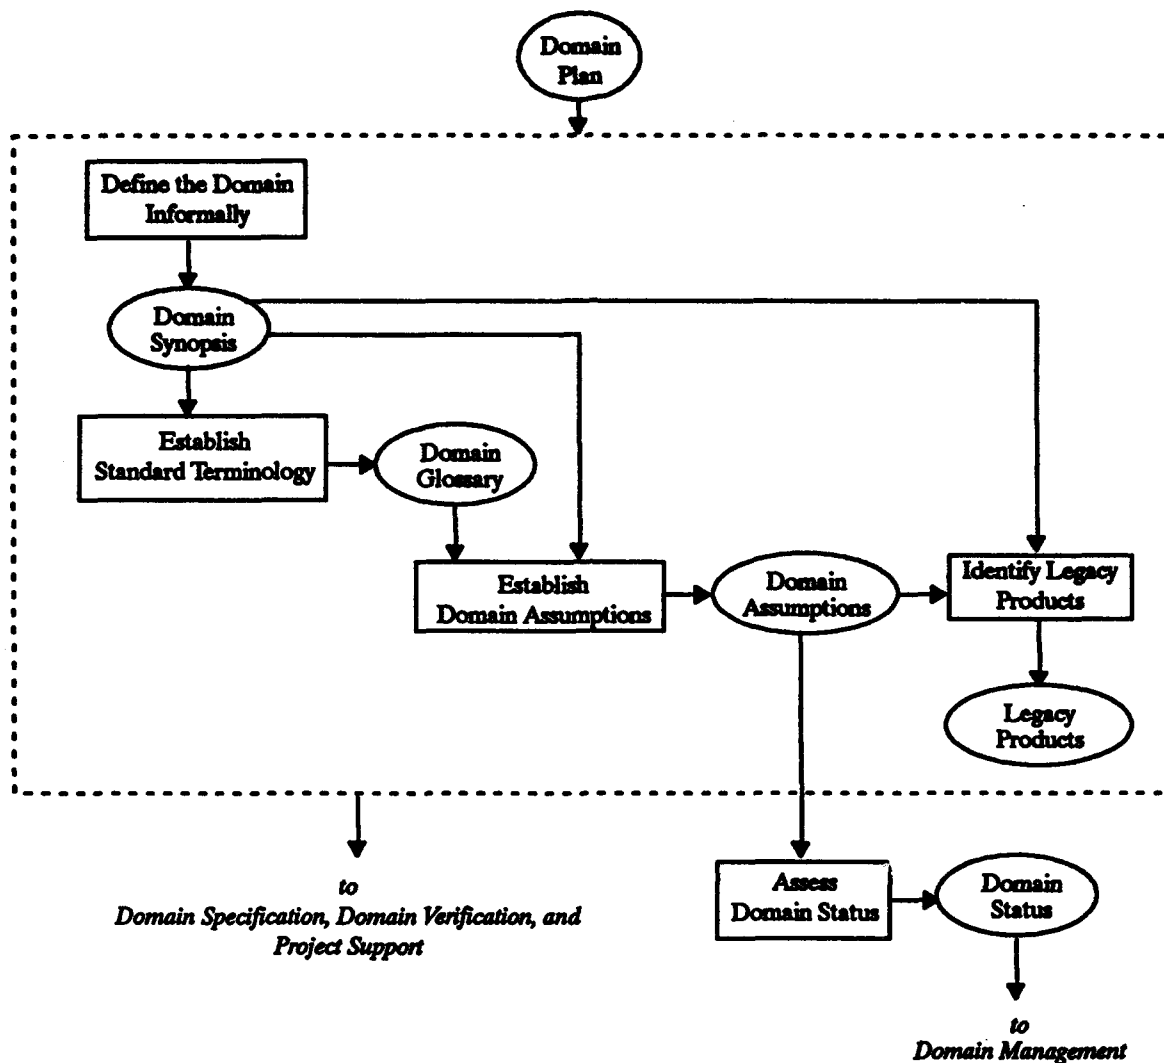 Domain
Plan
Define the Domain
Informally
Domain
Synopsis
Establish
Standard Terminology
Domain
Glossary
Establish
Domain Assumptions
Domain
Assumptions
Identify Legacy
Products
Legacy
Products
to
Domain Specification, Domain Verification, and
Project Support
Assess
Domain Status
Domain
Status
to
Domain Management